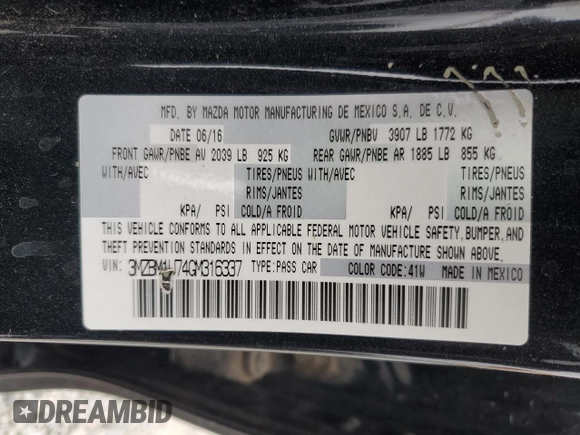 MFD. BY MAZDA MOTOR MANUFACTURING DE MEXICO S.A. DE C.V.
DATE 06/16 GVWR/PNBV 3907 LB 1772 KG
FRONT GAWR/PNBE AV 2039 LB 925 KG REAR GAWR/PNBE AR 1885 LB 855 KG
WITH/AVEC TIRES/PNEUS WITH/AVEC TIRES/PNEUS
RIMS/JANTES RIMS/JANTES
KPA/ PSI COLD/A FROID KPA/ PSI COLD/A FROID
THIS VEHICLE CONFORMS TO ALL APPLICABLE FEDERAL MOTOR VEHICLE SAFETY, BUMPER, AND
THEFT PREVENTION STANDARDS IN EFFECT ON THE DATE OF MANUFACTURE SHOWN ABOVE.
VIN: TYPE: PASS CAR COLOR CODE: 41W MADE IN MEXICO
DREAMBID